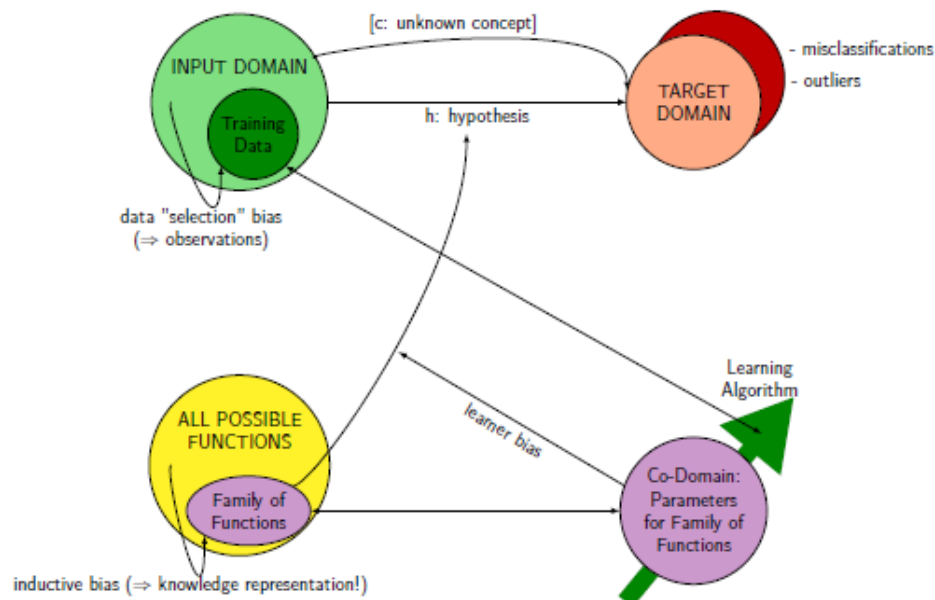 [c: unknown concept]
- misclassifications
INPUT DOMAIN
- outliers
TARGET
DOMAIN
h: hypothesis
Training
Data
data "selection" bias
(⇒ observations)
Learning
Algorithm
ALL POSSIBLE
FUNCTIONS
learner bias
Co-Domain:
Parameters
for Family of
Functions
Family of
Functions
inductive bias (⇒ knowledge representation!)